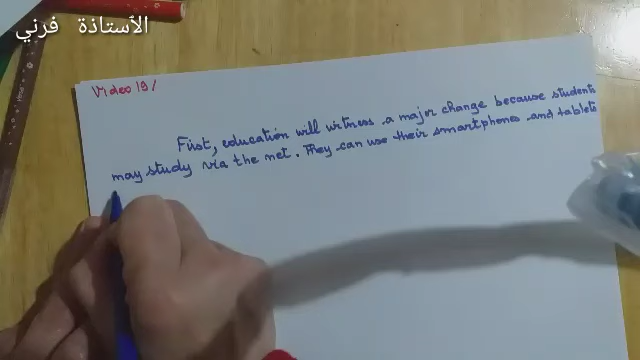 الأستاذة فرني
Video 19/
First, education will witness a major change because students
may study via the net. They can use their smartphones and tablets